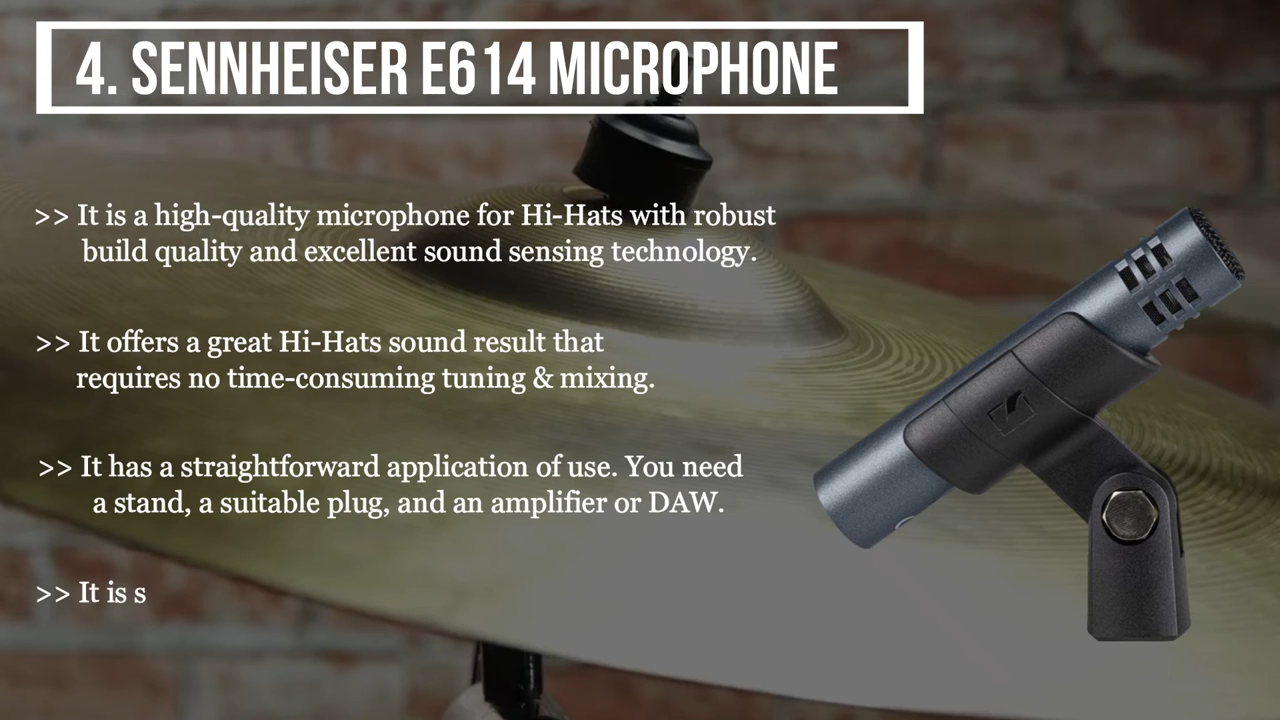 4. SENNHEISER E614 MICROPHONE
>> It is a high-quality microphone for Hi-Hats with robust
build quality and excellent sound sensing technology.
>> It offers a great Hi-Hats sound result that
requires no time-consuming tuning & mixing.
>> It has a straightforward application of use. You need
a stand, a suitable plug, and an amplifier or DAW.
>> It is s